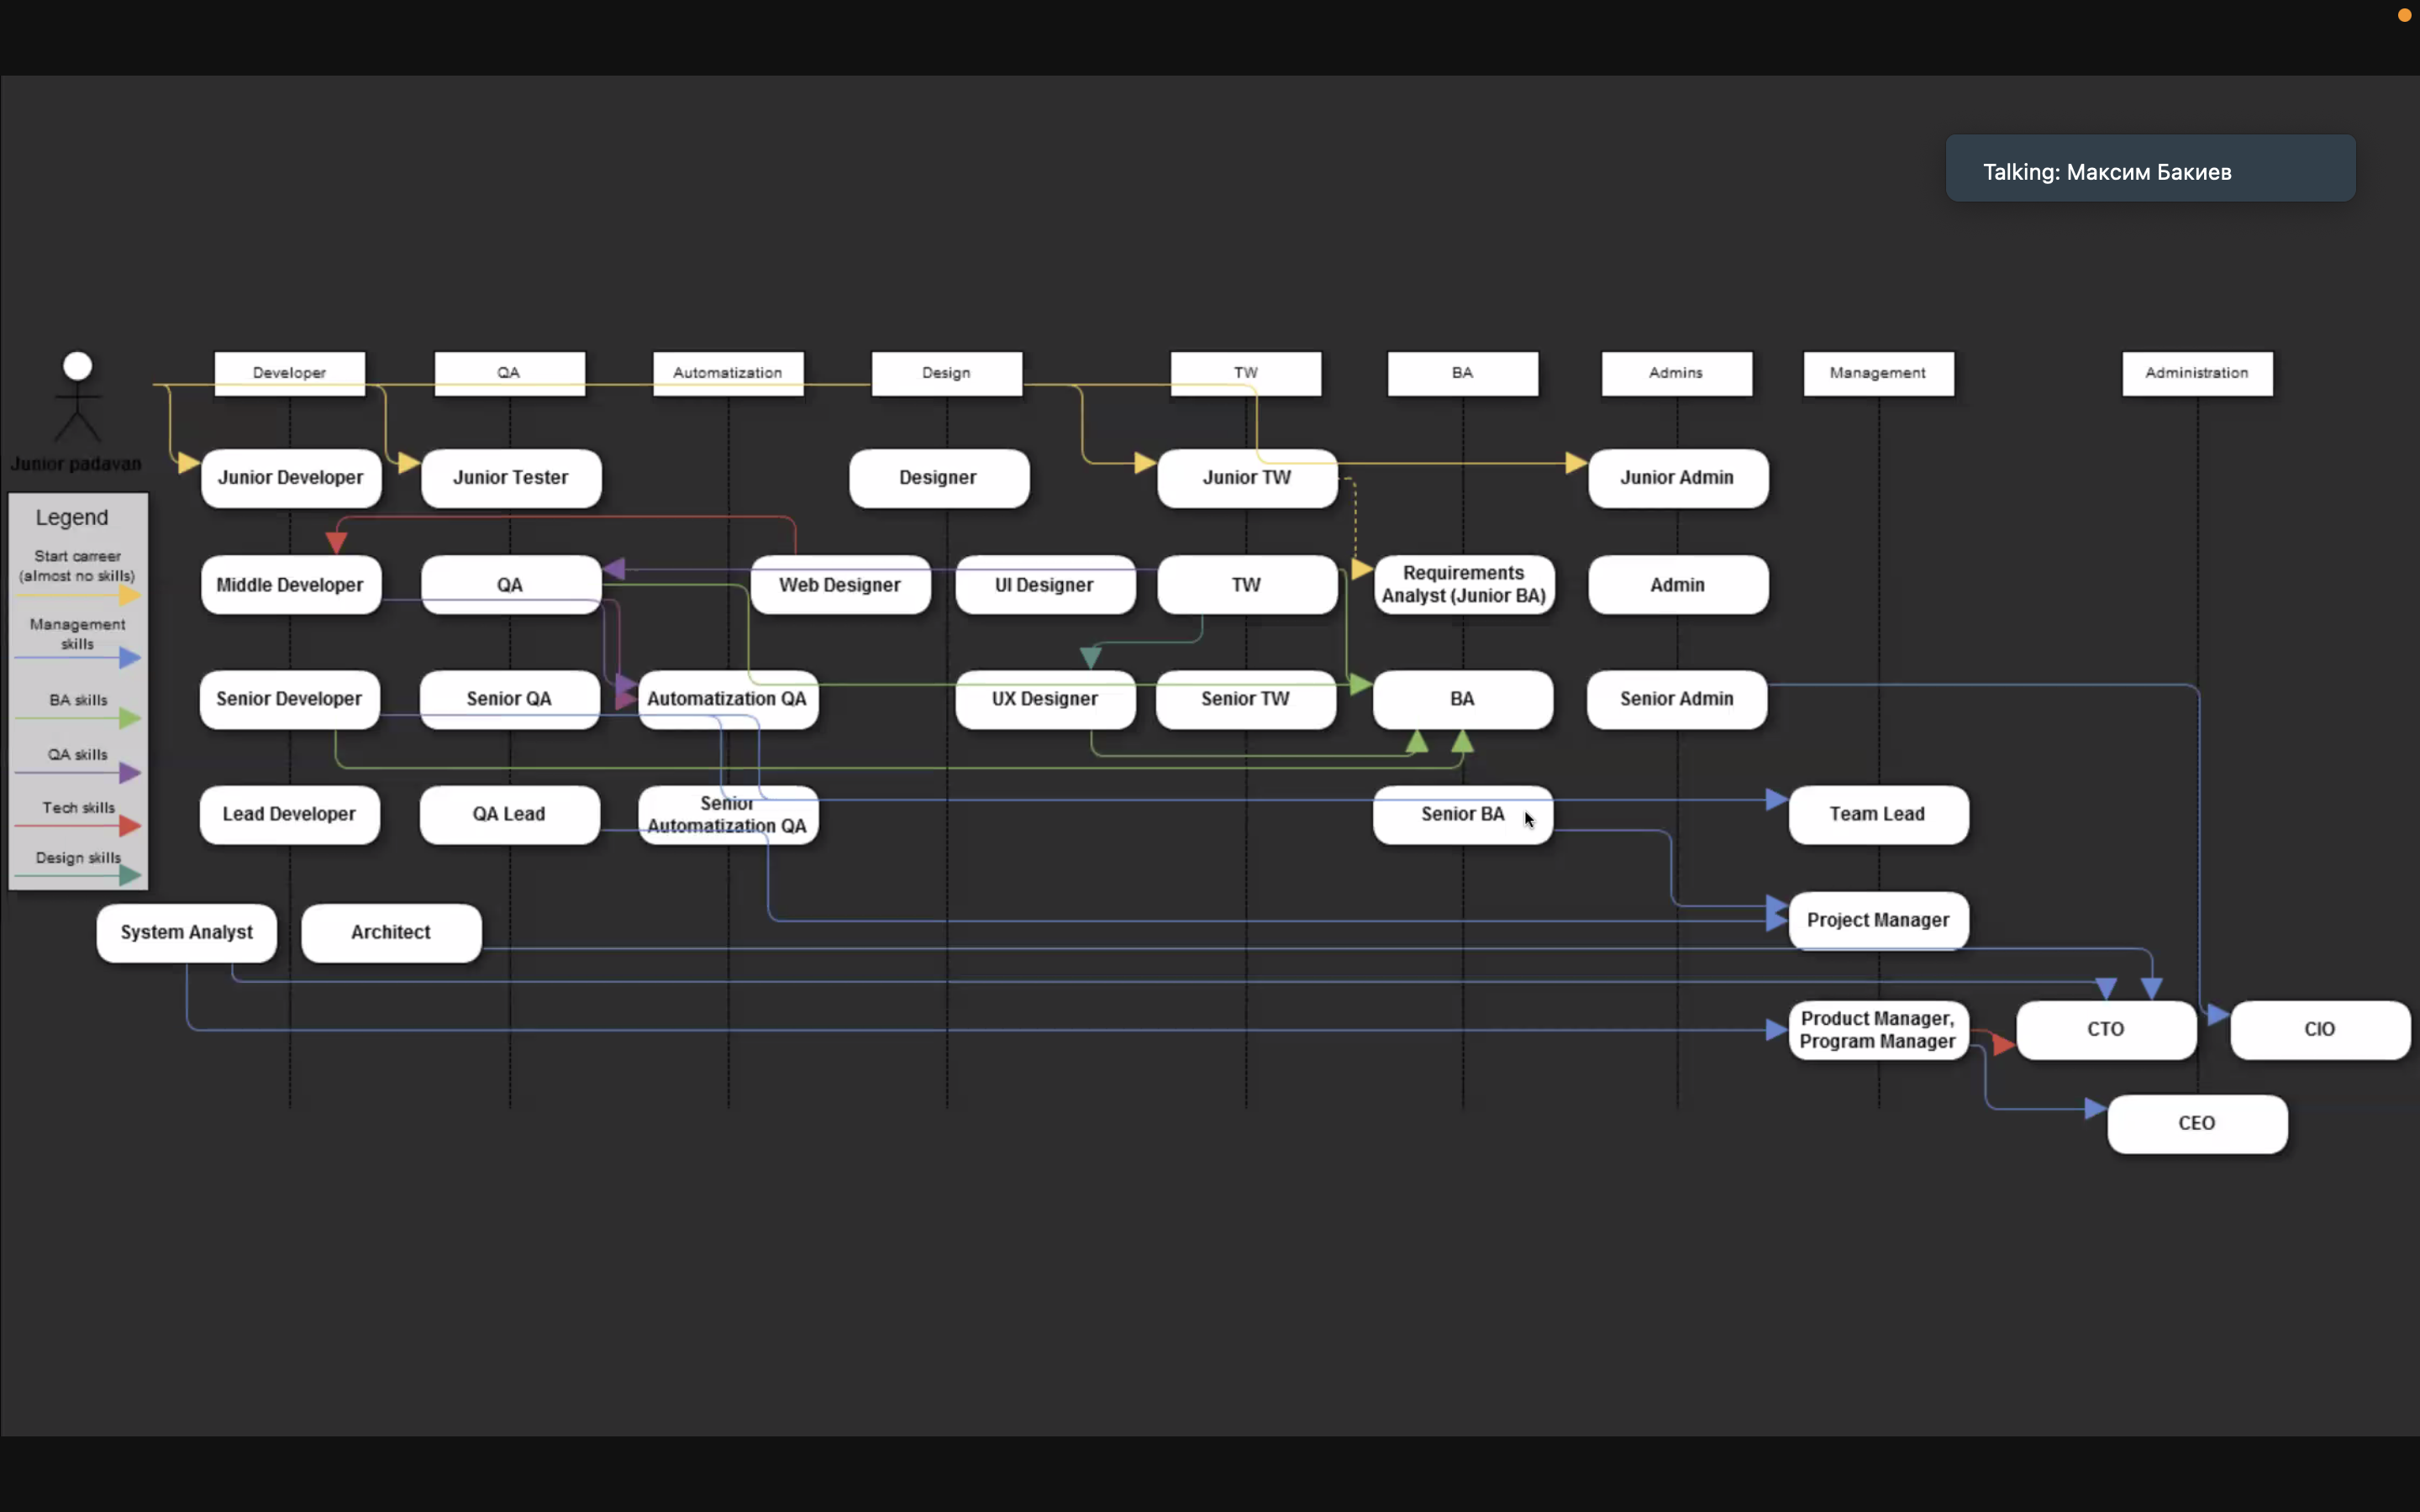 Talking: Максим Бакиев
Developer
QA
Automatization
Design
TW
BA
Admins
Management
Administration
Junior padavan
Junior Developer
Junior Tester
Designer
Junior TW
Junior Admin
Legend
Start carreer
(almost no skills)
Management
skills
BA skills
QA skills
Tech skills
Design skills
Middle Developer
QA
Web Designer
UI Designer
TW
Requirements
Analyst (Junior BA)
Admin
Senior Developer
Senior QA
Automatization QA
UX Designer
Senior TW
BA
Senior Admin
Lead Developer
QA Lead
Senior
Automatization QA
Senior BA
Team Lead
System Analyst
Architect
Project Manager
Product Manager,
Program Manager
CTO
CIO
CEO